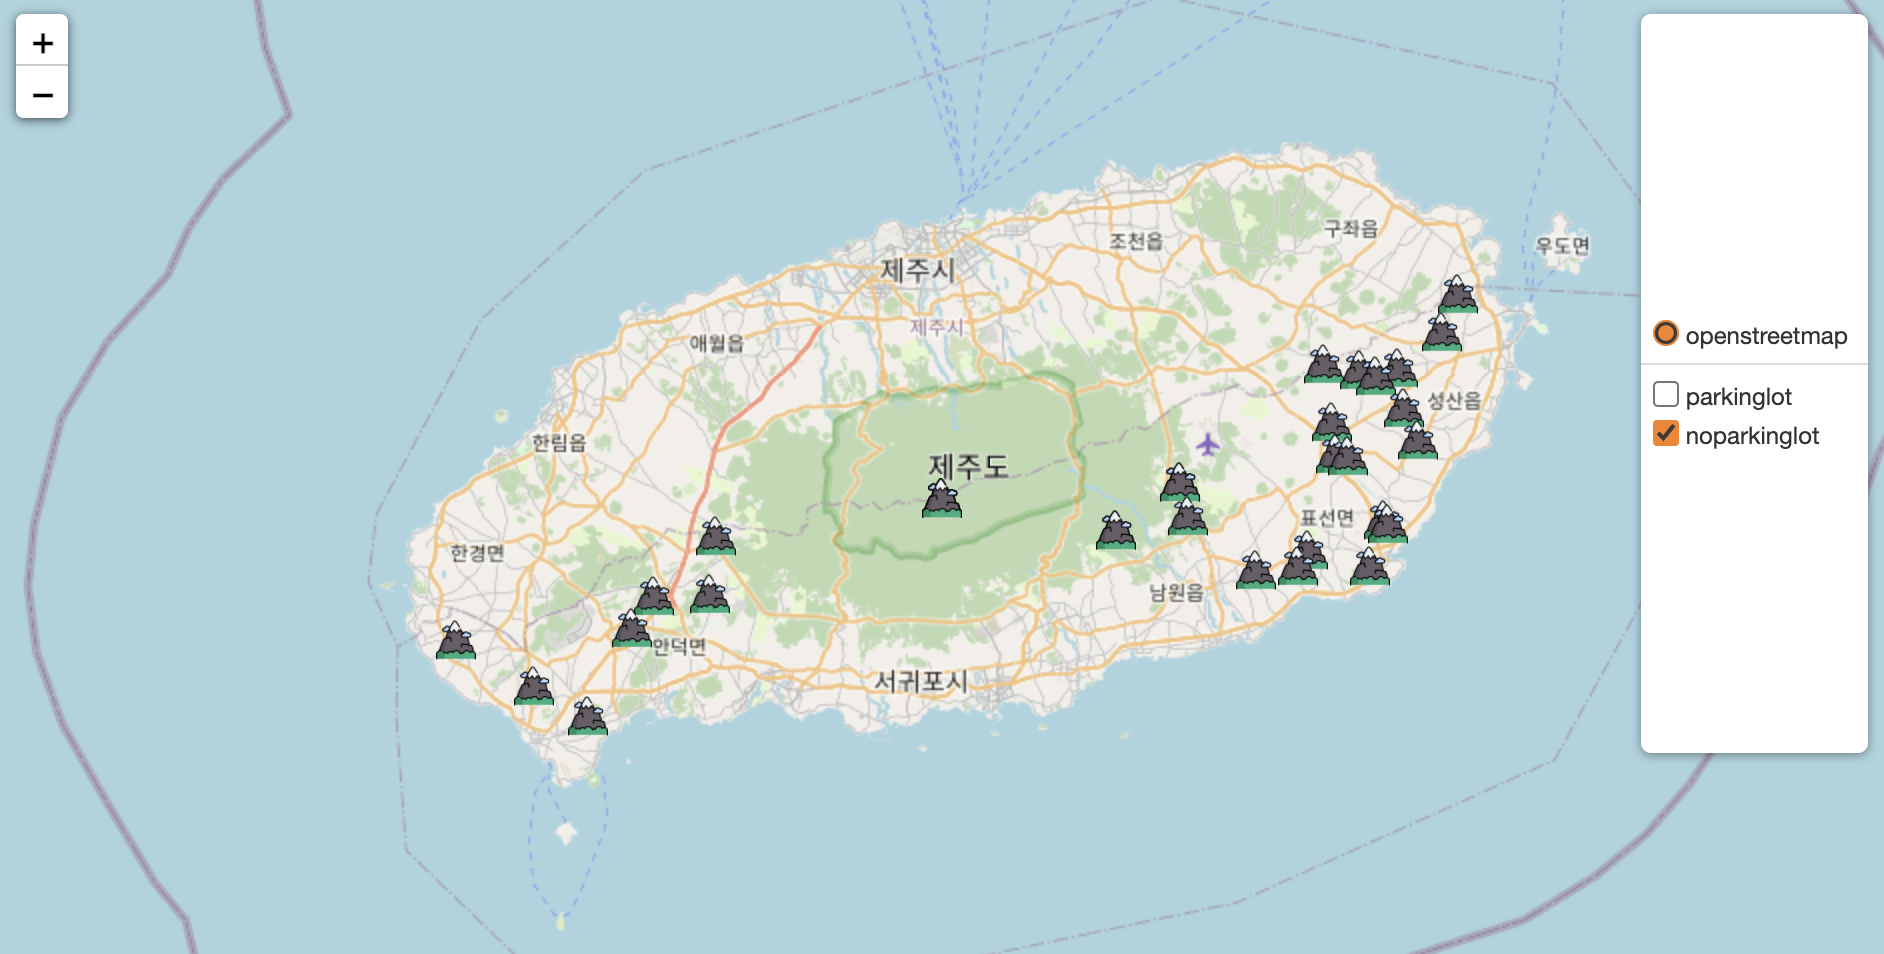 +
−
openstreetmap
parkinglot
noparkinglot
구좌읍
조천읍
우도면
제주시
제주시
애월읍
성산읍
한림읍
제주도
표선면
한경면
남원읍
안덕면
서귀포시